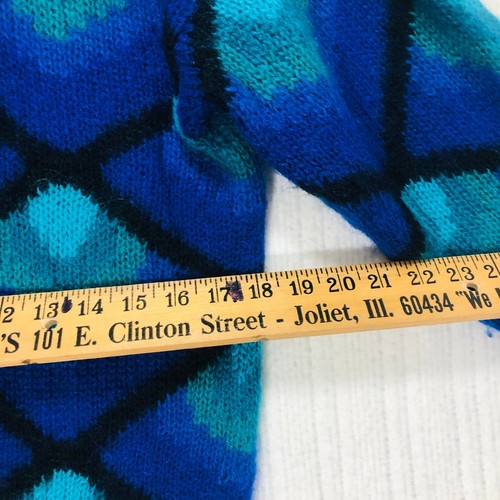 2 13 14 15 16 17 18 19 20 21 22 23 2
'S 101 E. Clinton Street - Joliet, Ill. 60434 "We